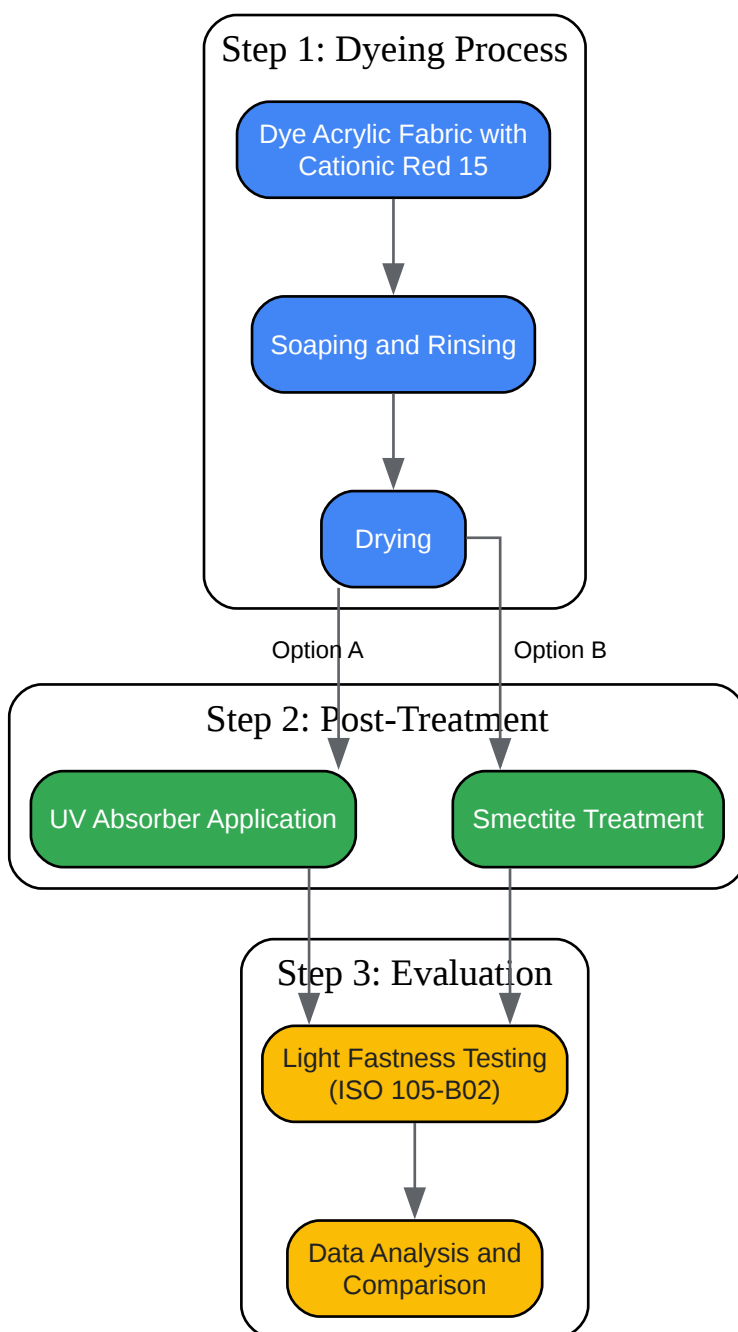 Step 1: Dyeing Process
Dye Acrylic Fabric with
Cationic Red 15
Soaping and Rinsing
Drying
Option A
Option B
Step 2: Post-Treatment
UV Absorber Application
Smectite Treatment
Step 3: Evaluation
Light Fastness Testing
(ISO 105-B02)
Data Analysis and
Comparison